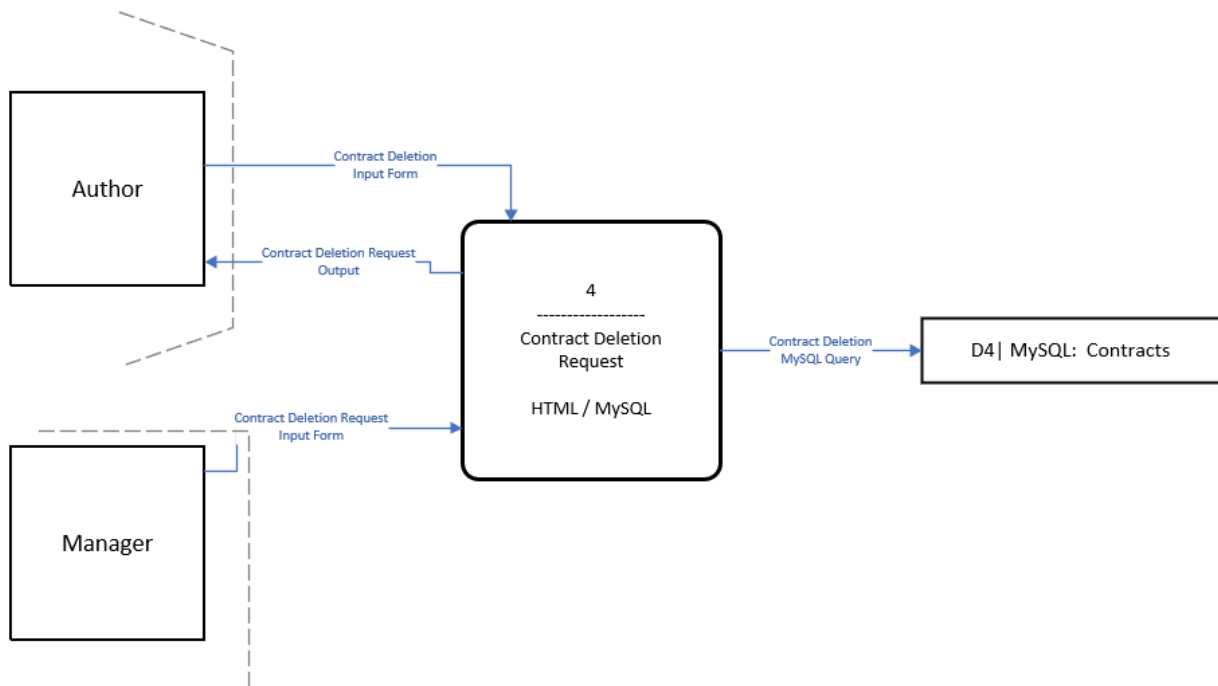 Author
Contract Deletion
Input Form
Contract Deletion Request
Output
4
------------------
Contract Deletion
Request
HTML / MySQL
Contract Deletion
MySQL Query
D4| MySQL: Contracts
Contract Deletion Request
Input Form
Manager